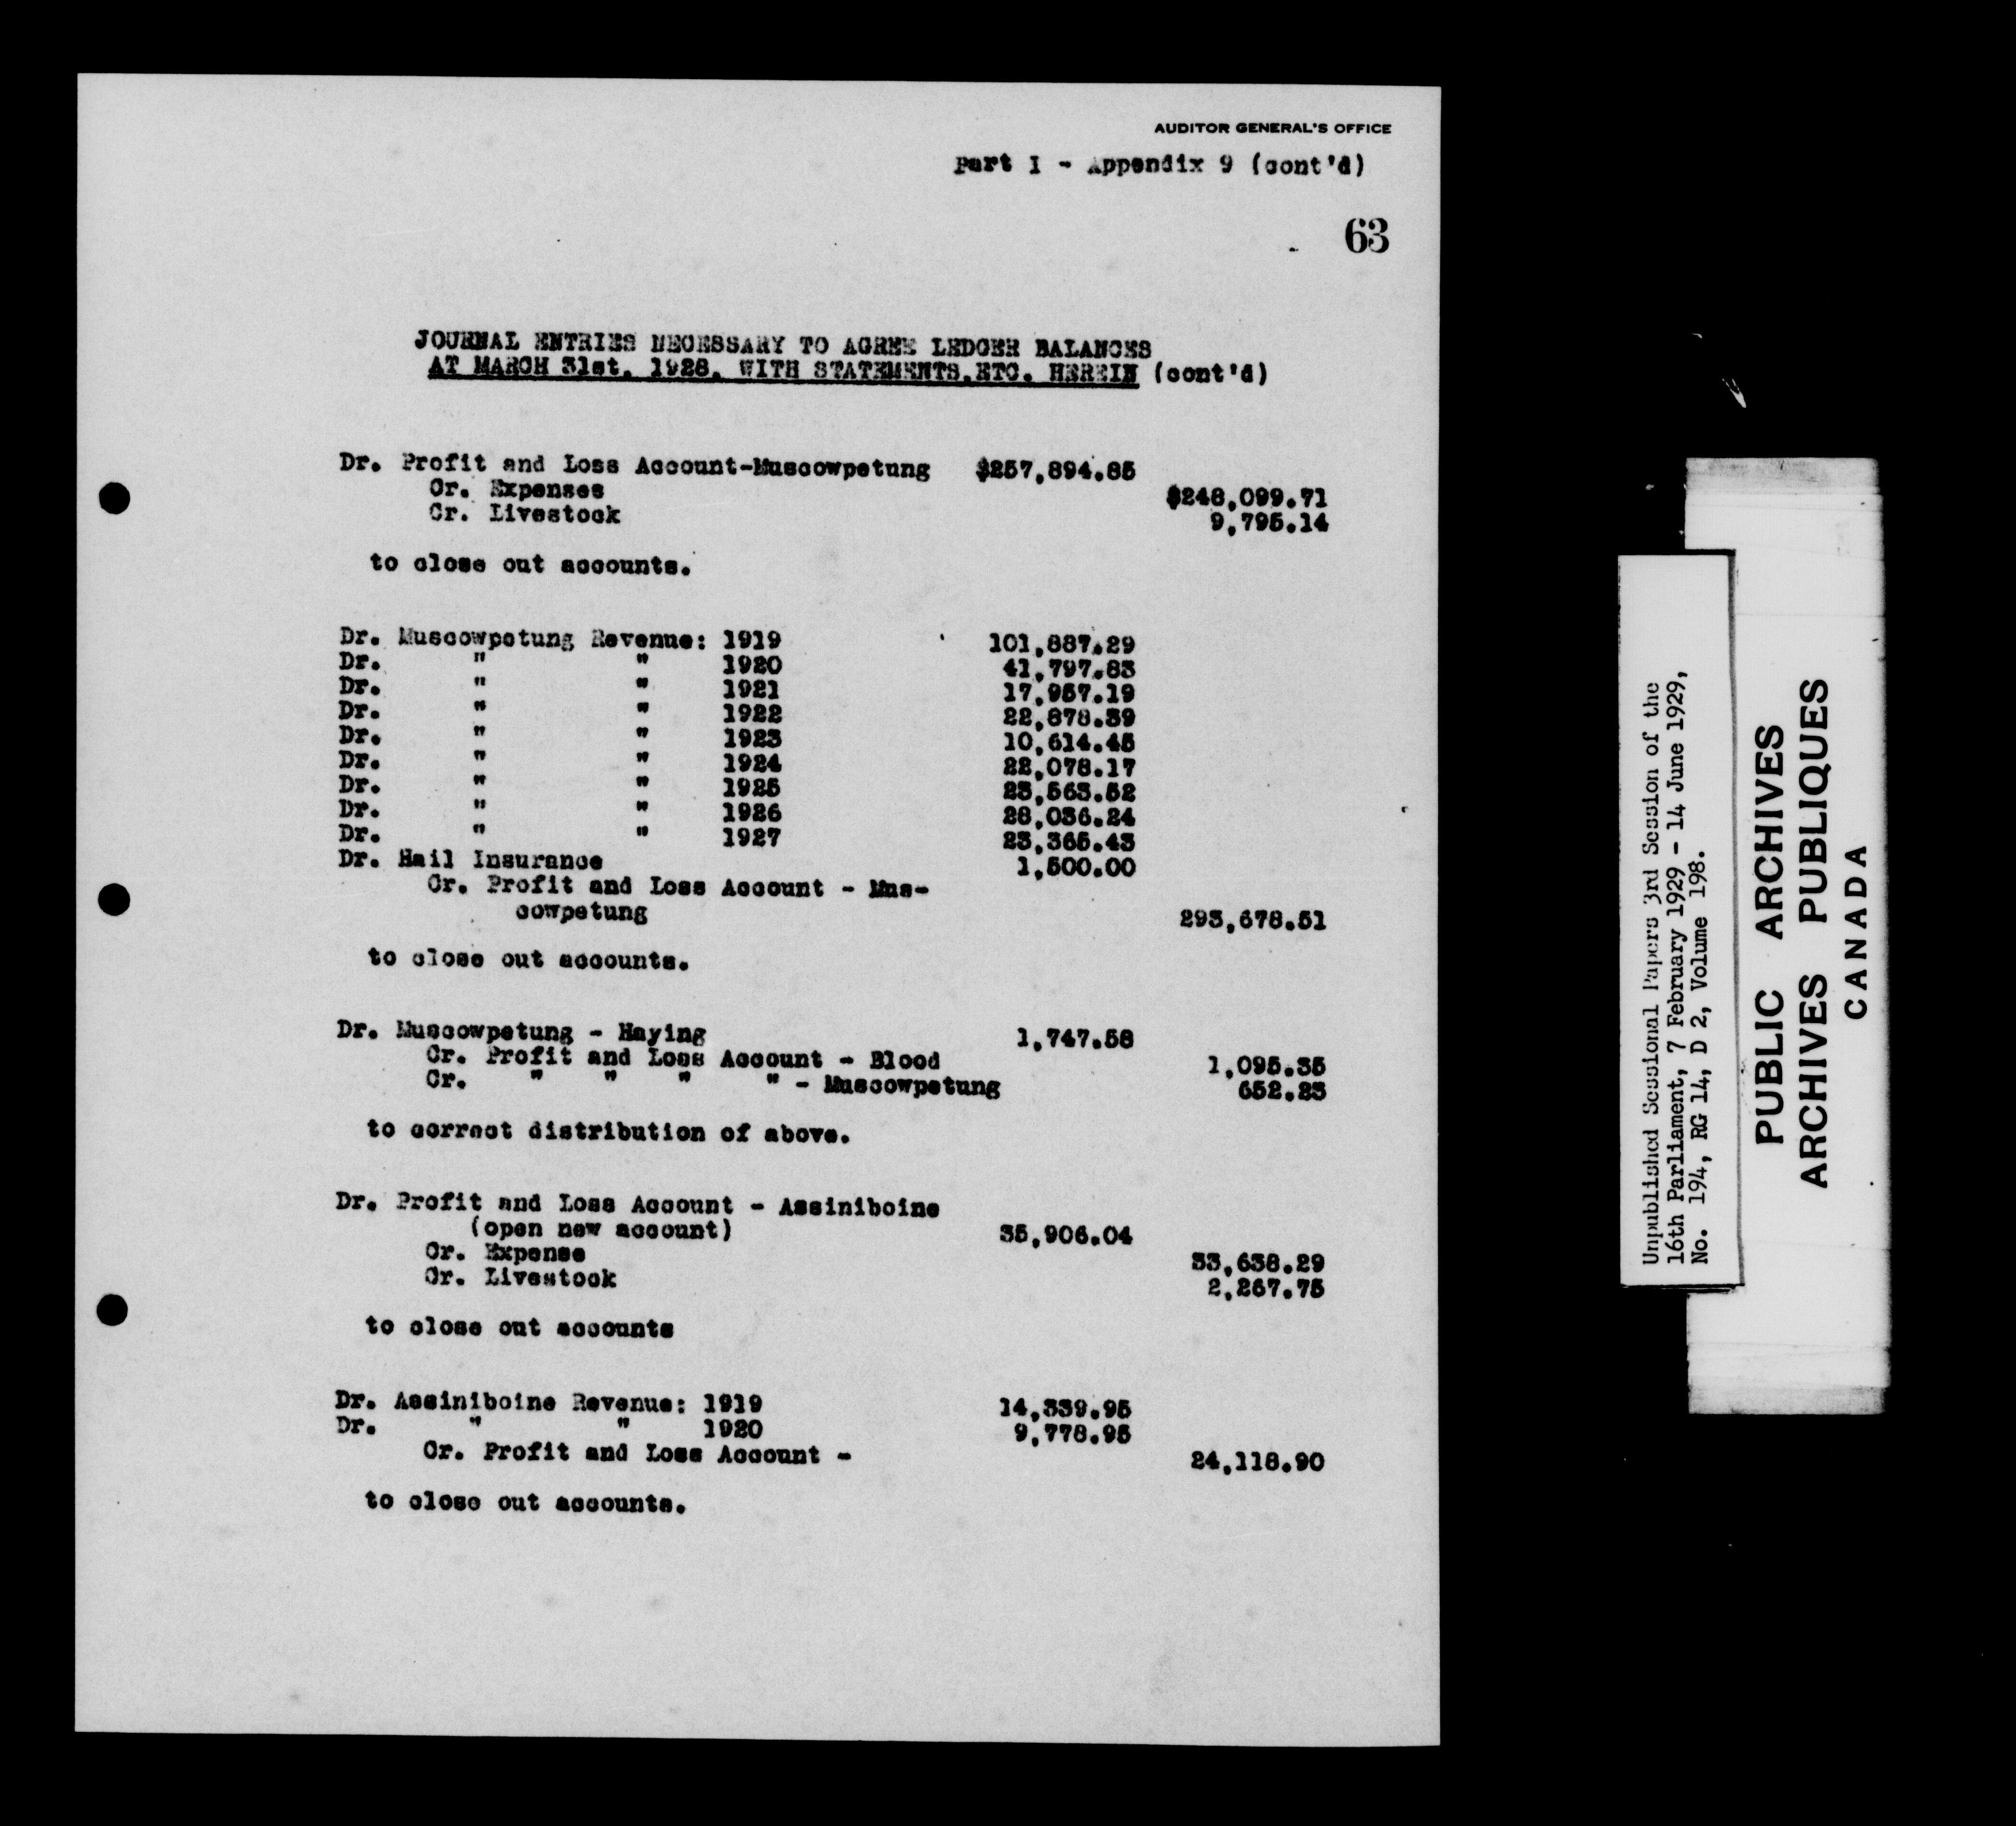 AUDITOR GENERAL'S OFFICE
Part I - Appendix 9 (cont'd)
63
JOURNAL ENTRIES NECESSARY TO AGREE LEDGER BALANCES
AT MARCH 31st, 1928, WITH STATEMENTS, ETC. HEREIN (cont'd)
Dr. Profit and Loss Account-Muscowpetung $257,894.85
Cr. Expenses $248,099.71
Cr. Livestock 9,795.14
to close out accounts.
Dr. Muscowpetung Revenue: 1919 101,887.29
Dr. " " 1920 41,797.83
Dr. " " 1921 17,957.19
Dr. " " 1922 22,878.39
Dr. " " 1923 10,614.45
Dr. " " 1924 22,078.17
Dr. " " 1925 23,563.52
Dr. " " 1926 28,036.24
Dr. " " 1927 23,365.43
Dr. Hail Insurance 1,500.00
Cr. Profit and Loss Account - Mus-
cowpetung 293,678.51
to close out accounts.
Dr. Muscowpetung - Haying 1,747.58
Cr. Profit and Loss Account - Blood 1,095.35
Cr. " " " " - Muscowpetung 652.23
to correct distribution of above.
Dr. Profit and Loss Account - Assiniboine
(open new account) 35,906.04
Cr. Expense 33,638.29
Cr. Livestock 2,267.75
to close out accounts
Dr. Assiniboine Revenue: 1919 14,339.95
Dr. " " 1920 9,778.95
Cr. Profit and Loss Account - 24,118.90
to close out accounts.
Unpublished Sessional Papers 3rd Session of the
16th Parliament, 7 February 1929 - 14 June 1929,
No. 194, RG 14, D 2, Volume 198.
PUBLIC ARCHIVES
ARCHIVES PUBLIQUES
CANADA